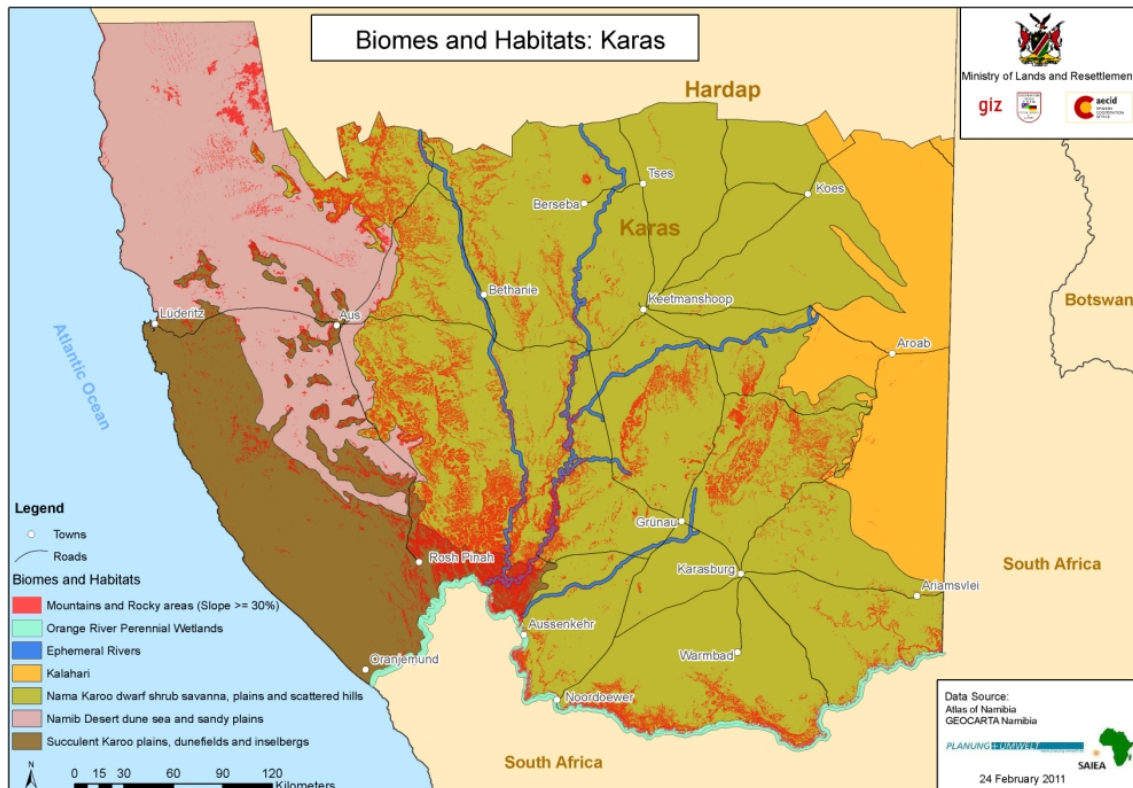 Biomes and Habitats: Karas
Ministry of Lands and Resettlement
giz
aecid
Hardap
Karas
Tses
Berseba
Koes
Bethanie
Keetmanshoop
Lüderitz
Aus
Aroab
Botswan
Atlantic Ocean
Grünau
Rosh Pinah
Karasburg
Ariamsvlei
South Africa
Aussenkehr
Warmbad
Oranjemund
Noordoewer
South Africa
Legend
Towns
Roads
Biomes and Habitats
Mountains and Rocky areas (Slope >= 30%)
Orange River Perennial Wetlands
Ephemeral Rivers
Kalahari
Nama Karoo dwarf shrub savanna, plains and scattered hills
Namib Desert dune sea and sandy plains
Succulent Karoo plains, dunefields and inselbergs
N
0 15 30 60 90 120
Kilometers
Data Source:
Atlas of Namibia
GEOCARTA Namibia
PLANUNG+UMWELT
SAIEA
24 February 2011